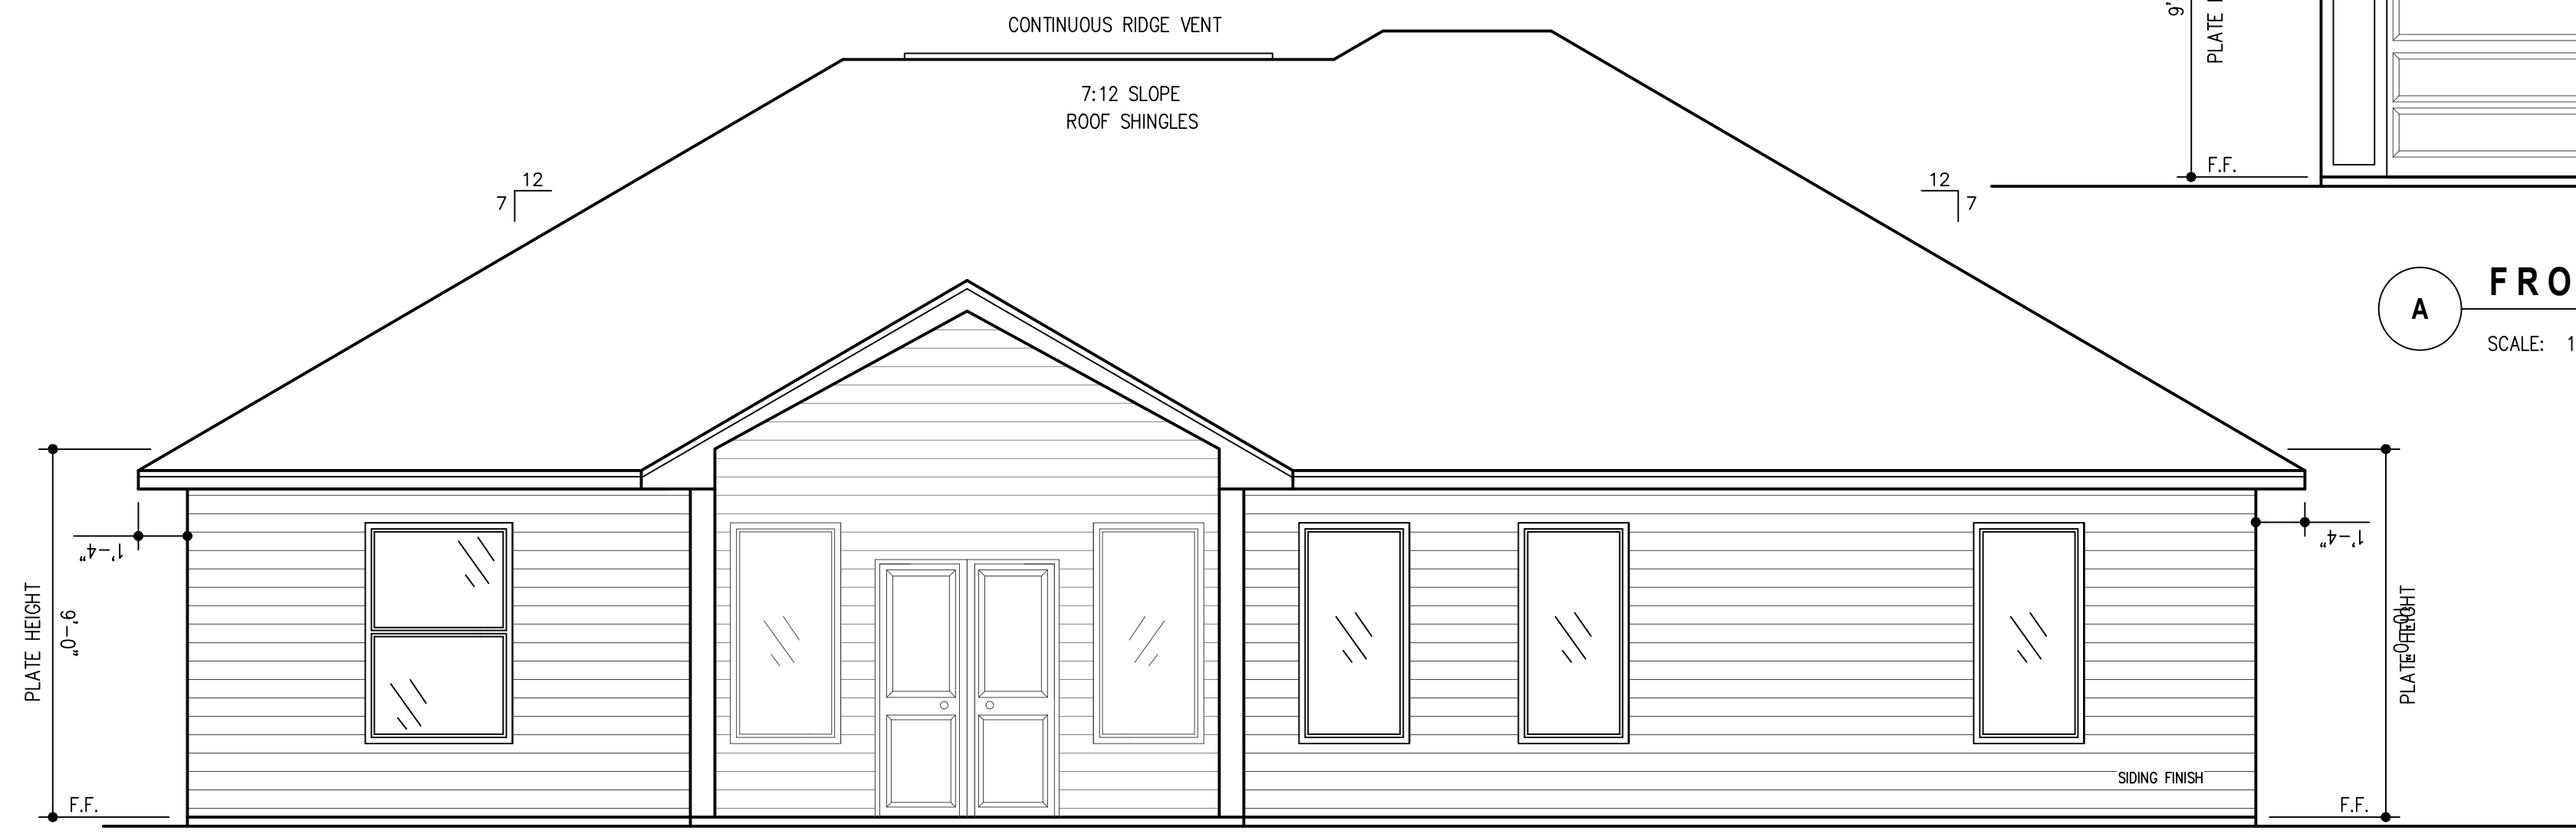 CONTINUOUS RIDGE VENT
7:12 SLOPE
ROOF SHINGLES
12
7
12
7
9'
PLATE
F.F.
A
FRO
SCALE: 1
1'-4"
PLATE HEIGHT
9'-0"
F.F.
1'-4"
PLATE HEIGHT
SIDING FINISH
F.F.